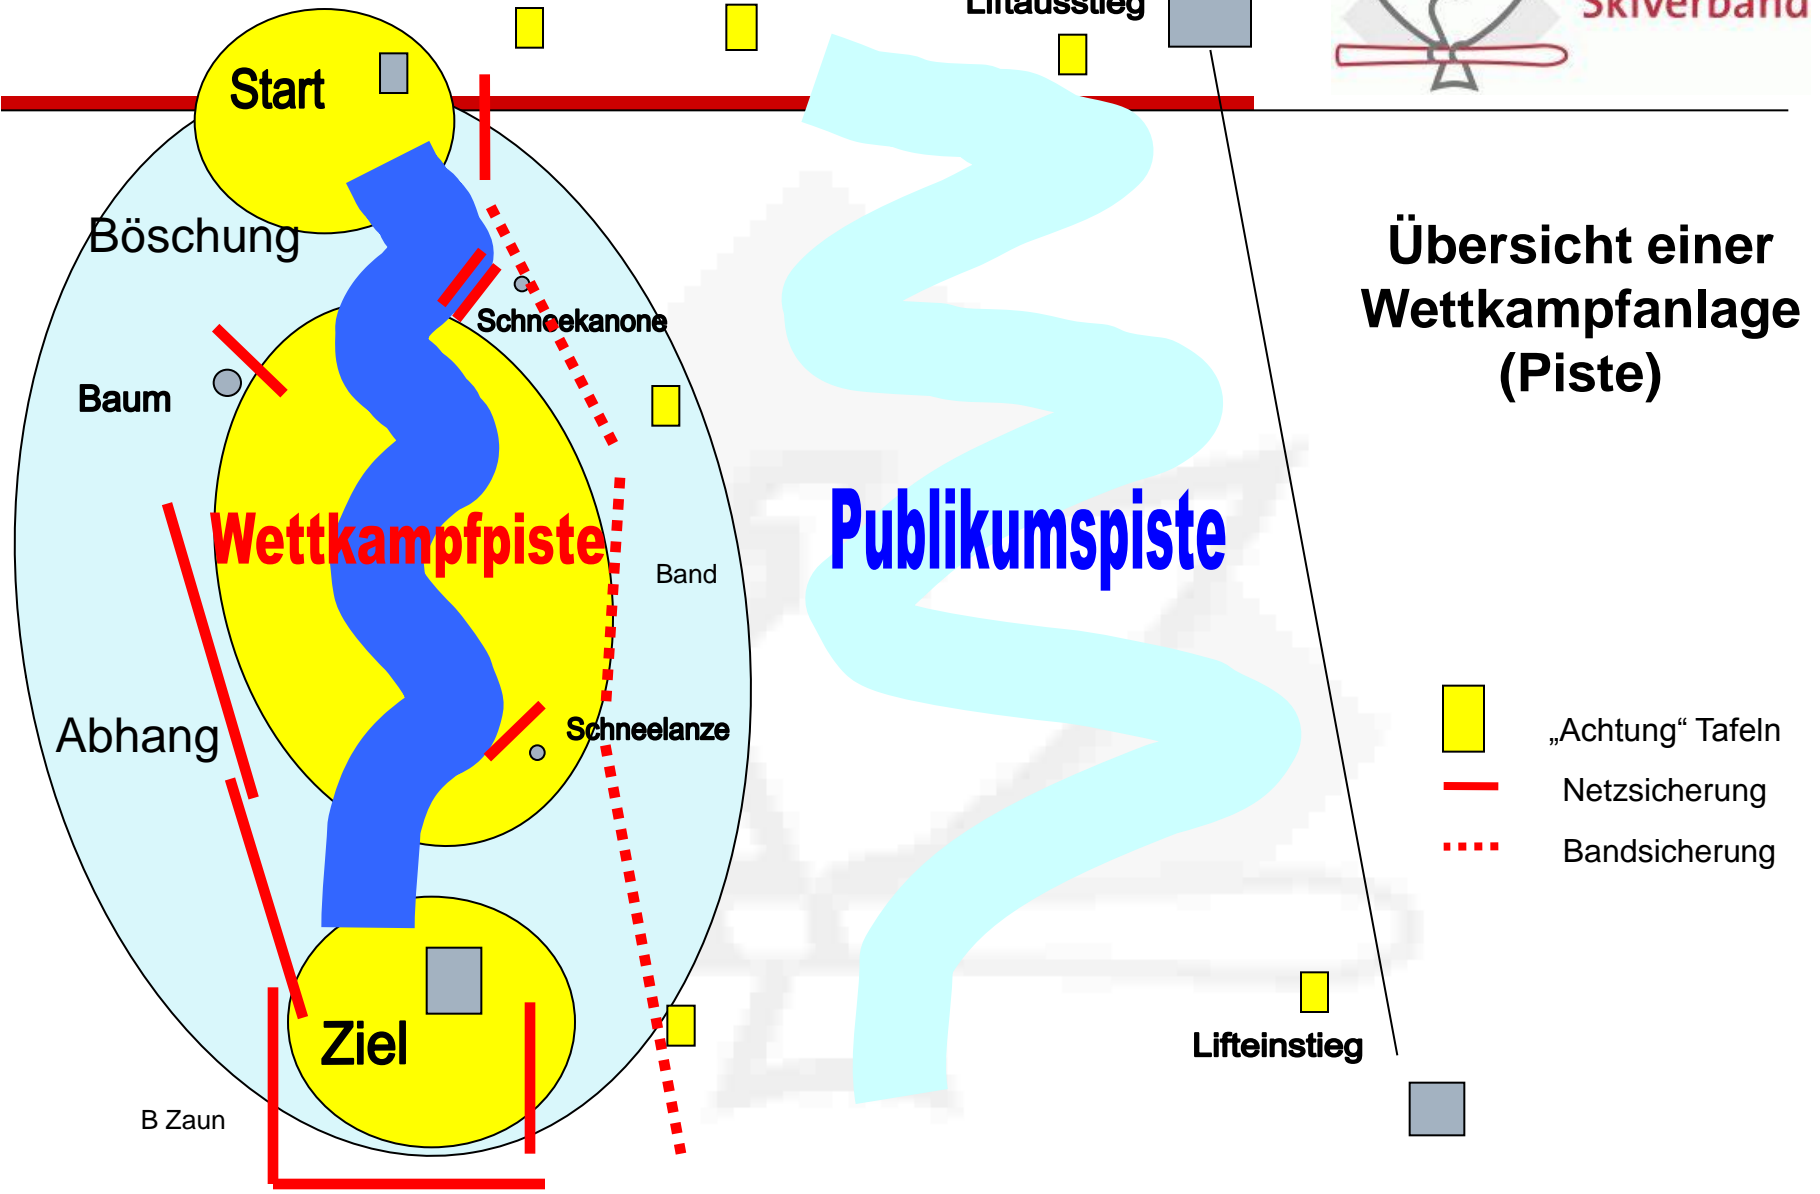 Liftausstieg
Skiverband
Start
Böschung
Übersicht einer
Wettkampfanlage
(Piste)
Schneekanone
Baum
Wettkampfpiste
Publikumspiste
Band
Abhang
Schneelanze
„Achtung“ Tafeln
Netzsicherung
Bandsicherung
Ziel
Lifteinstieg
B Zaun